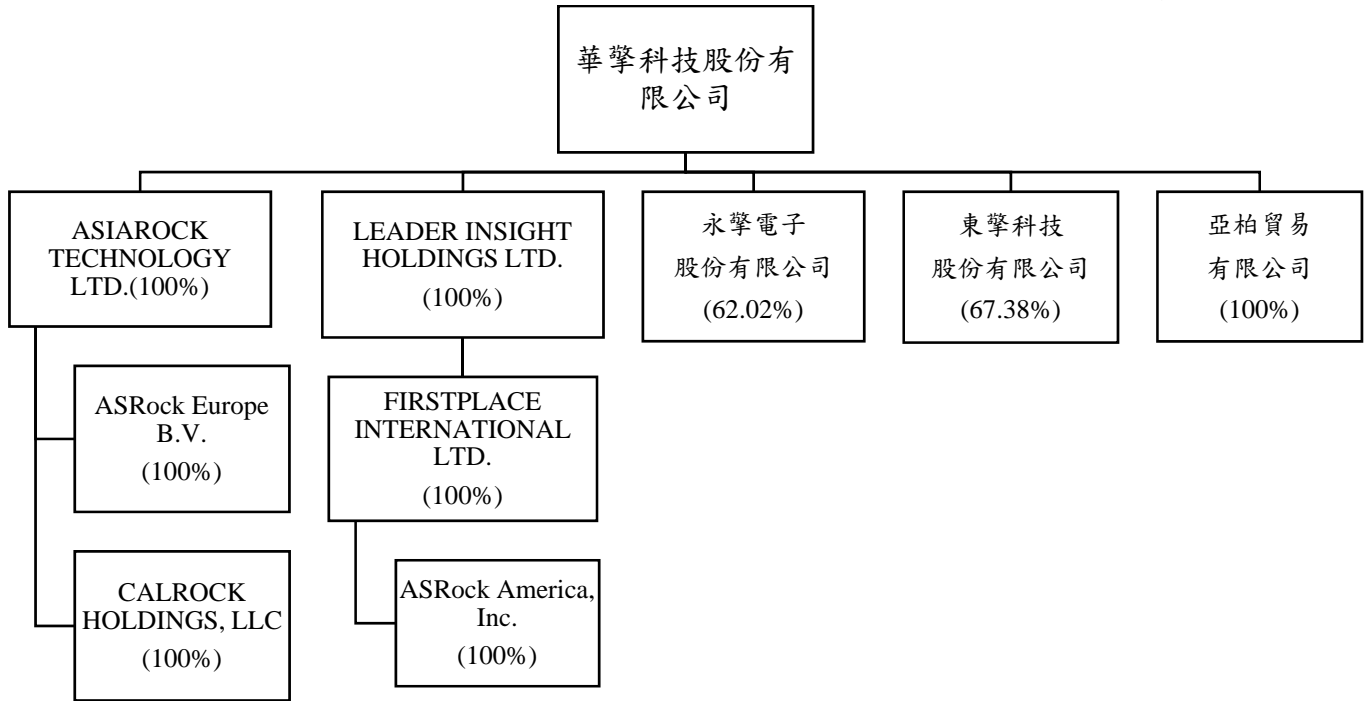 華擎科技股份有
限公司
ASIAROCK
TECHNOLOGY
LTD.(100%)
LEADER INSIGHT
HOLDINGS LTD.
(100%)
永擎電子
股份有限公司
(62.02%)
東擎科技
股份有限公司
(67.38%)
亞柏貿易
有限公司
(100%)
ASRock Europe
B.V.
(100%)
FIRSTPLACE
INTERNATIONAL
LTD.
(100%)
CALROCK
HOLDINGS, LLC
(100%)
ASRock America,
Inc.
(100%)